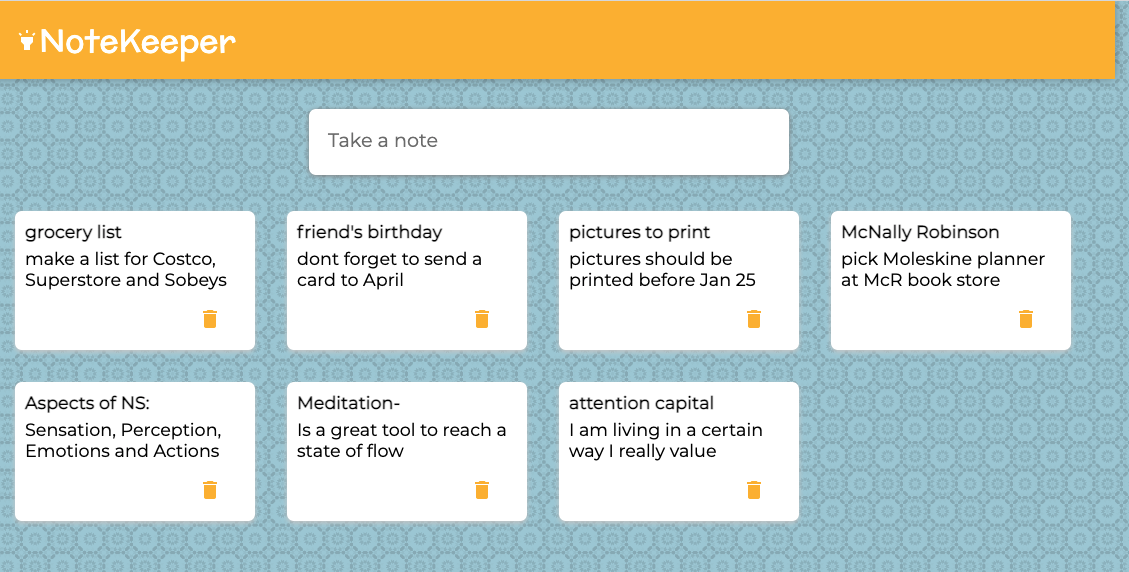 NoteKeeper
Take a note
grocery list
make a list for Costco,
Superstore and Sobeys
friend's birthday
dont forget to send a
card to April
pictures to print
pictures should be
printed before Jan 25
McNally Robinson
pick Moleskine planner
at McR book store
Aspects of NS:
Sensation, Perception,
Emotions and Actions
Meditation-
Is a great tool to reach a
state of flow
attention capital
I am living in a certain
way I really value